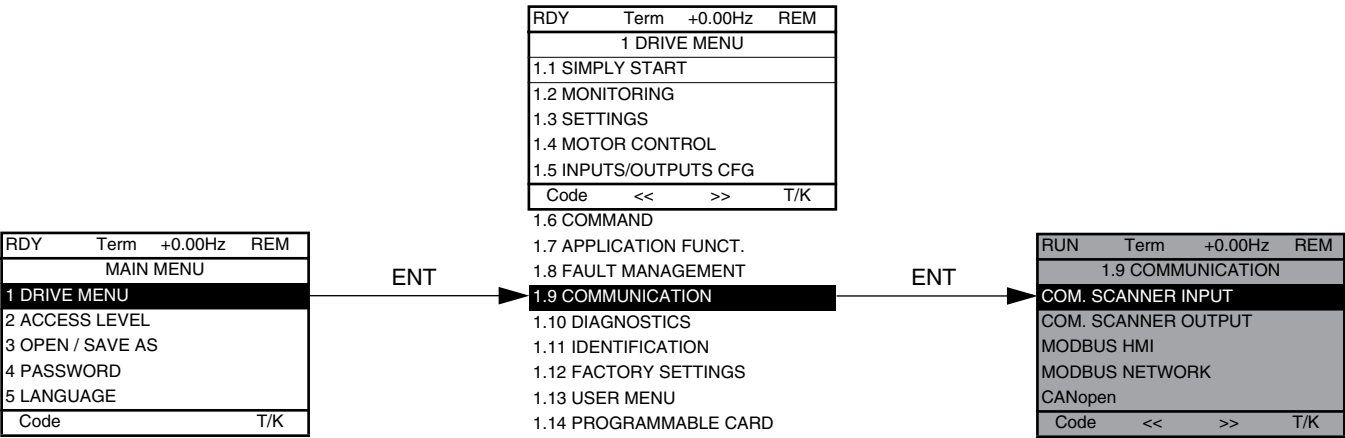 RDY Term +0.00Hz REM
1 DRIVE MENU
1.1 SIMPLY START
1.2 MONITORING
1.3 SETTINGS
1.4 MOTOR CONTROL
1.5 INPUTS/OUTPUTS CFG
Code << >> T/K
1.6 COMMAND
1.7 APPLICATION FUNCT.
1.8 FAULT MANAGEMENT
1.9 COMMUNICATION
1.10 DIAGNOSTICS
1.11 IDENTIFICATION
1.12 FACTORY SETTINGS
1.13 USER MENU
1.14 PROGRAMMABLE CARD
RDY Term +0.00Hz REM
MAIN MENU
1 DRIVE MENU
2 ACCESS LEVEL
3 OPEN / SAVE AS
4 PASSWORD
5 LANGUAGE
Code T/K
ENT
ENT
RUN Term +0.00Hz REM
1.9 COMMUNICATION
COM. SCANNER INPUT
COM. SCANNER OUTPUT
MODBUS HMI
MODBUS NETWORK
CANopen
Code << >> T/K